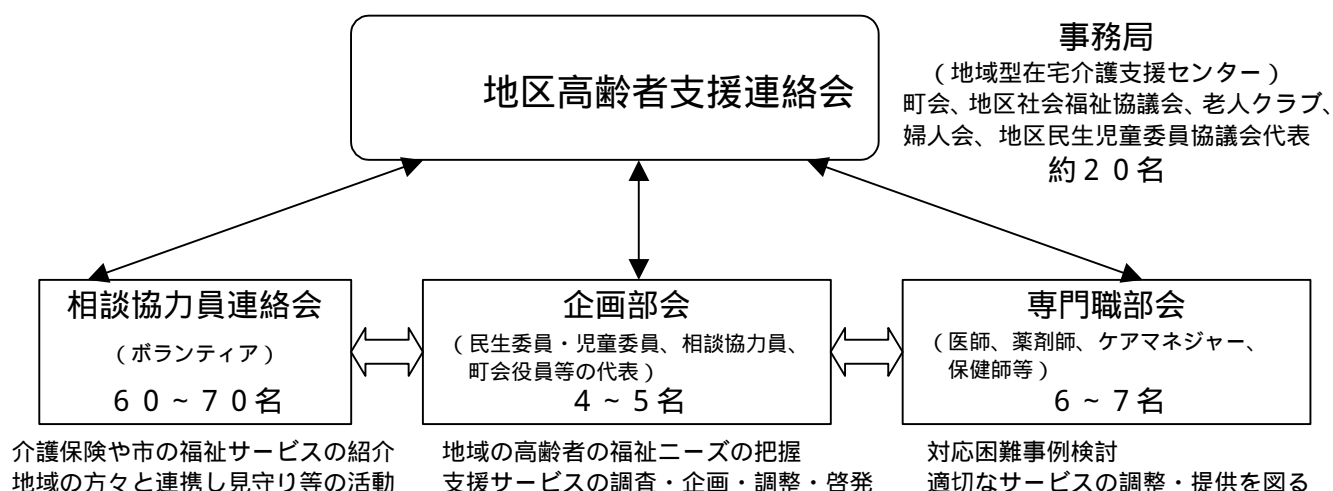 地区高齢者支援連絡会
事務局
（地域型在宅介護支援センター）
町会、地区社会福祉協議会、老人クラブ、
婦人会、地区民生児童委員協議会代表
約２０名
相談協力員連絡会
（ボランティア）
６０～７０名
介護保険や市の福祉サービスの紹介
地域の方々と連携し見守り等の活動
企画部会
（民生委員・児童委員、相談協力員、
町会役員等の代表）
４～５名
地域の高齢者の福祉ニーズの把握
支援サービスの調査・企画・調整・啓発
専門職部会
（医師、薬剤師、ケアマネジャー、
保健師等）
６～７名
対応困難事例検討
適切なサービスの調整・提供を図る